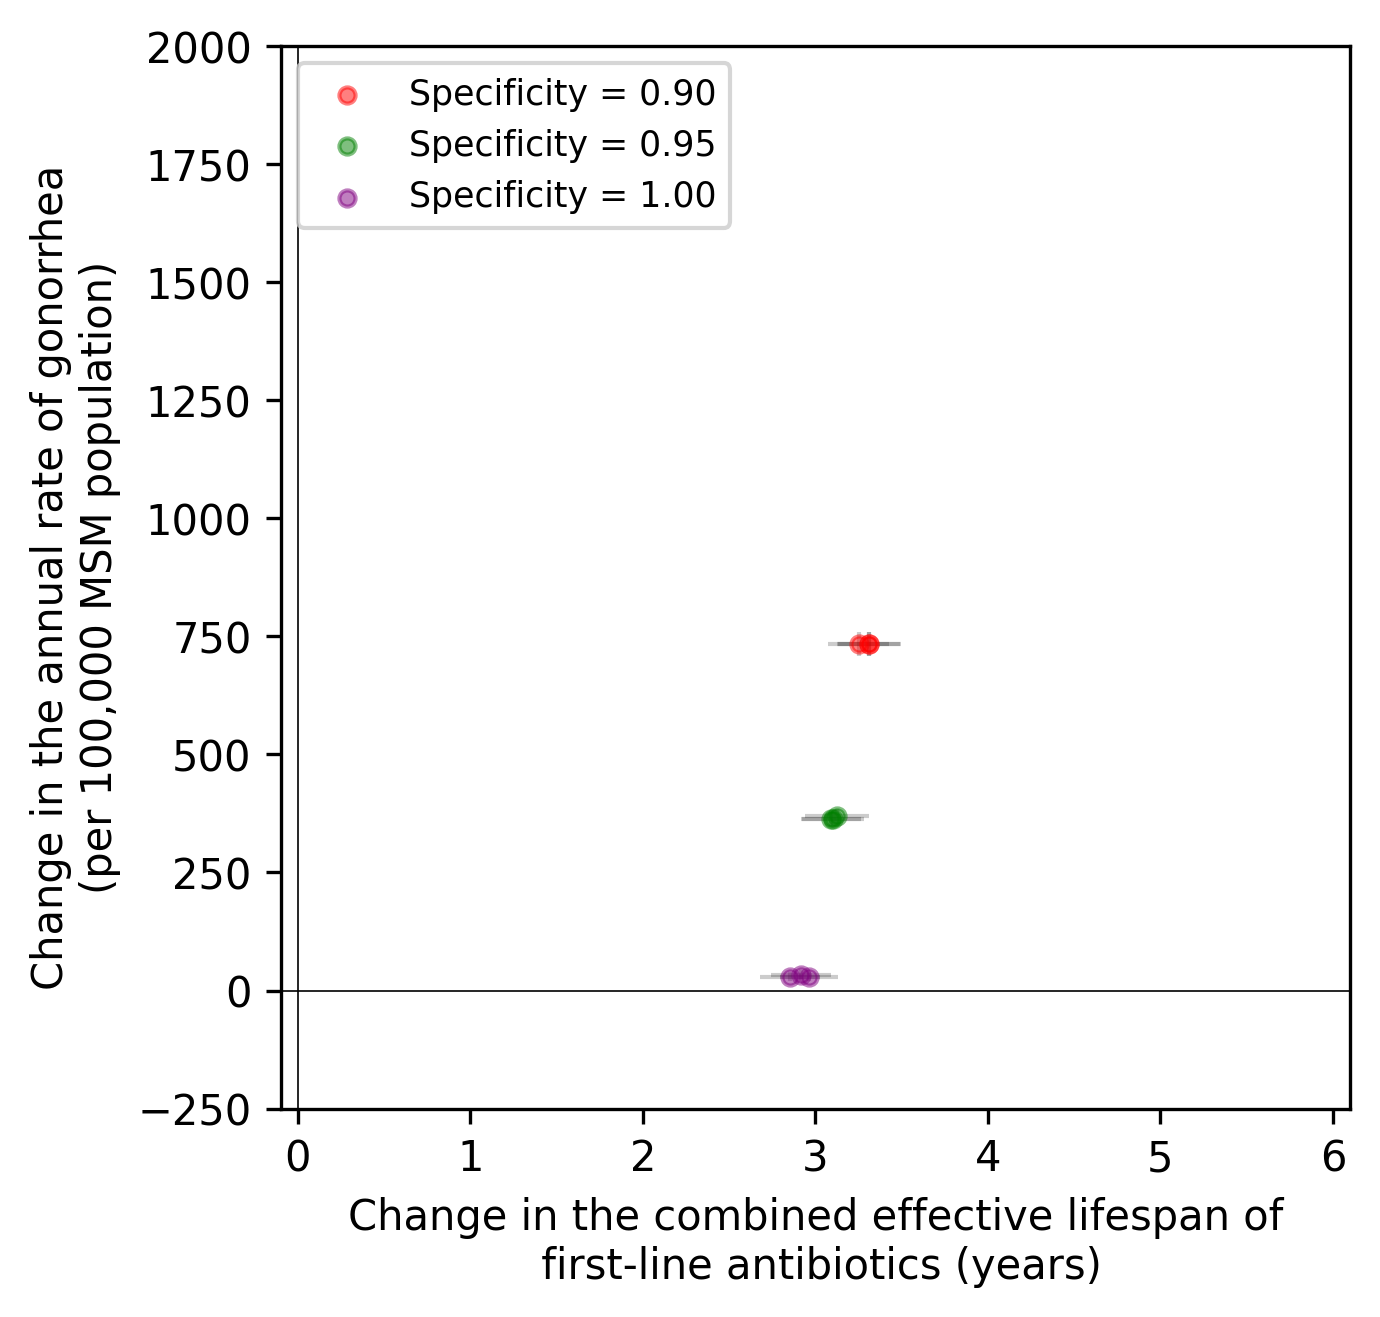 2000
1750
1500
1250
1000
750
500
250
0
−250
Change in the annual rate of gonorrhea
(per 100,000 MSM population)
Specificity = 0.90
Specificity = 0.95
Specificity = 1.00
0 1 2 3 4 5 6
Change in the combined effective lifespan of
first-line antibiotics (years)